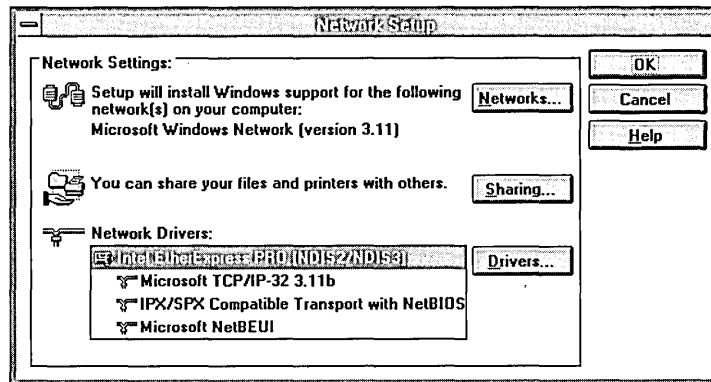 Network Setup
Network Settings:
OK
Setup will install Windows support for the following
network(s) on your computer:
Networks...
Cancel
Microsoft Windows Network (version 3.11)
Help
You can share your files and printers with others.
Sharing...
Network Drivers:
Intel EtherExpress PRO [NDIS2/NDIS3]
Drivers...
Microsoft TCP/IP-32 3.11b
IPX/SPX Compatible Transport with NetBIOS
Microsoft NetBEUI